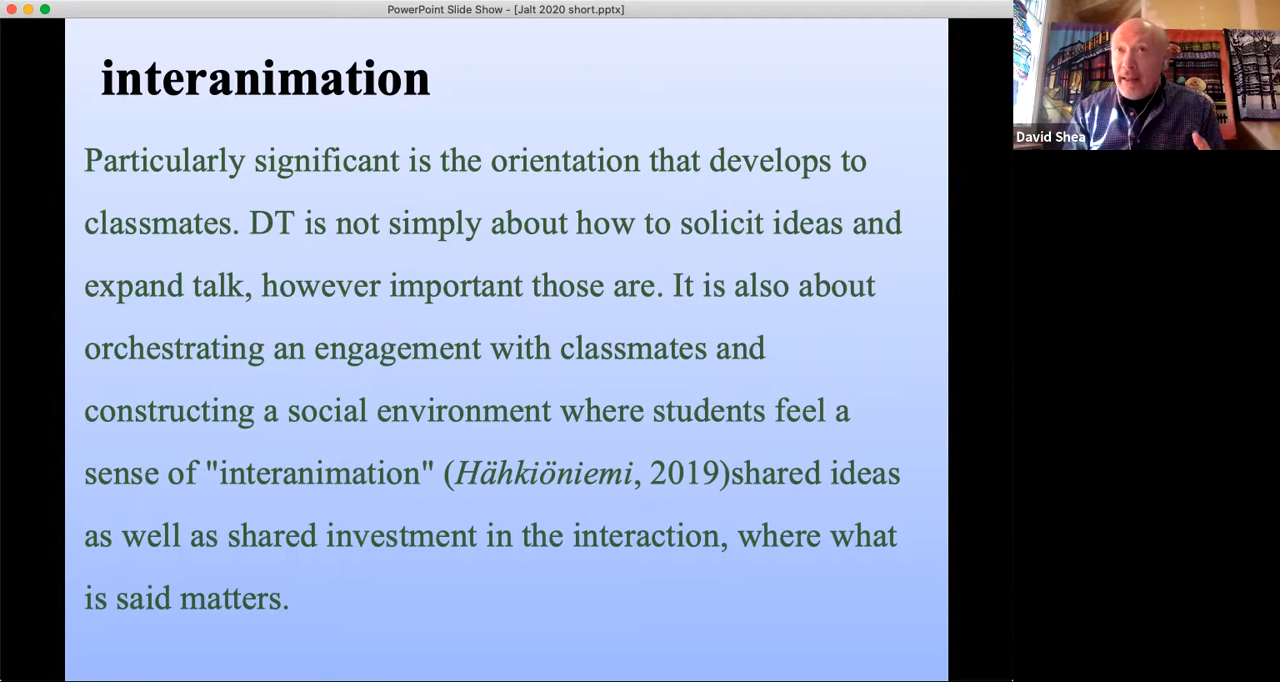 PowerPoint Slide Show - [Jalt 2020 short.pptx]
interanimation
Particularly significant is the orientation that develops to
classmates. DT is not simply about how to solicit ideas and
expand talk, however important those are. It is also about
orchestrating an engagement with classmates and
constructing a social environment where students feel a
sense of "interanimation" (Hähkiöniemi, 2019)shared ideas
as well as shared investment in the interaction, where what
is said matters.
David Shea